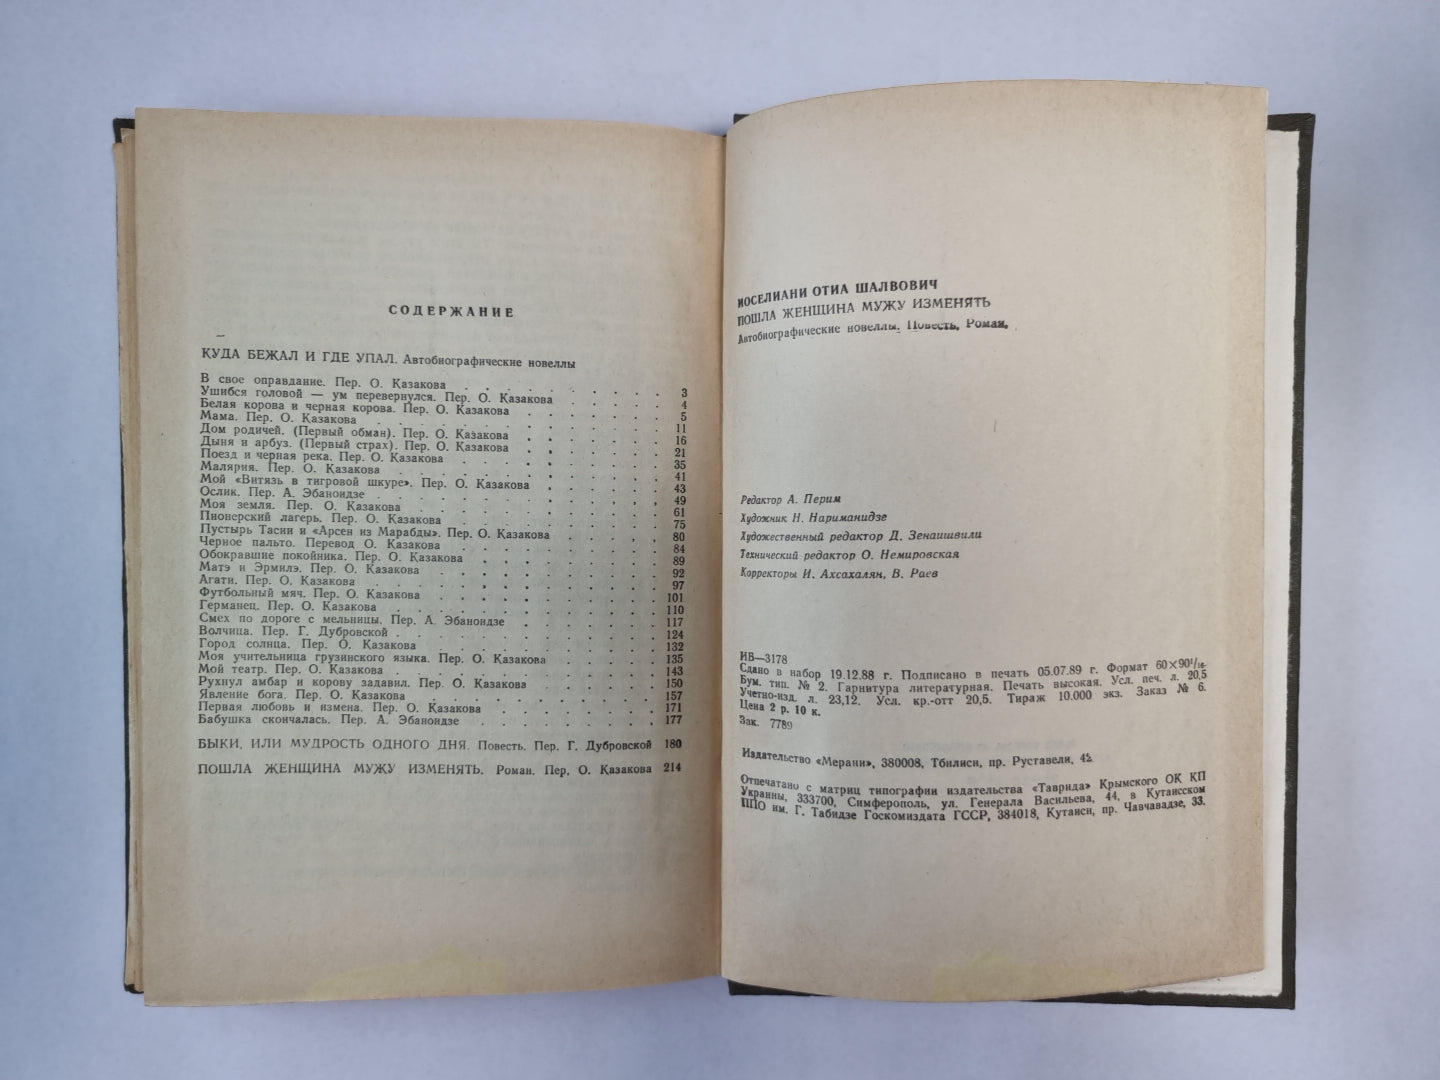 СОДЕРЖАНИЕ
КУДА БЕЖАЛ И ГДЕ УПАЛ. Автобиографические новеллы
В свое оправдание. Пер. О. Казакова 3
Ушибся головой — ум перевернулся. Пер. О. Казакова 4
Белая корова и черная корова. Пер. О. Казакова 5
Мама. Пер. О. Казакова 11
Дом родичей. (Первый обман). Пер. О. Казакова 16
Дыня и арбуз. (Первый страх). Пер. О. Казакова 21
Поезд и черная река. Пер. О. Казакова 35
Малярия. Пер. О. Казакова 41
Мой «Витязь в тигровой шкуре». Пер. О. Казакова 43
Ослик. Пер. А. Эбаноидзе 49
Моя земля. Пер. О. Казакова 61
Пионерский лагерь. Пер. О. Казакова 75
Пустырь Тасии и «Арсен из Марабды». Пер. О. Казакова 80
Черное пальто. Перевод О. Казакова 84
Обокравшие покойника. Пер. О. Казакова 89
Матэ и Эрмилэ. Пер. О. Казакова 92
Агати. Пер. О. Казакова 97
Футбольный мяч. Пер. О. Казакова 101
Германец. Пер. О. Казакова 110
Смех по дороге с мельницы. Пер. А. Эбаноидзе 117
Волчица. Пер. Г. Дубровской 124
Город солнца. Пер. О. Казакова 132
Моя учительница грузинского языка. Пер. О. Казакова 135
Мой театр. Пер. О. Казакова 143
Рухнул амбар и корову задавил. Пер. О. Казакова 150
Явление бога. Пер. О. Казакова 157
Первая любовь и измена. Пер. О. Казакова 171
Бабушка скончалась. Пер. А. Эбаноидзе 177
БЫКИ, ИЛИ МУДРОСТЬ ОДНОГО ДНЯ. Повесть. Пер. Г. Дубровской 180
ПОШЛА ЖЕНЩИНА МУЖУ ИЗМЕНЯТЬ. Роман. Пер. О. Казакова 214
ИОСЕЛИАНИ ОТИА ШАЛВОВИЧ
ПОШЛА ЖЕНЩИНА МУЖУ ИЗМЕНЯТЬ
Автобиографические новеллы. Повесть. Роман.
Редактор А. Перим
Художник Н. Нариманидзе
Художественный редактор Д. Зенаишвили
Технический редактор О. Немировская
Корректоры И. Ахсахалян, В. Раев
ИБ—3178
Сдано в набор 19.12.88 г. Подписано в печать 05.07.89 г. Формат 60×90¹/₁₆.
Бум. тип. № 2. Гарнитура литературная. Печать высокая. Усл. печ. л. 20,5
Учетно-изд. л. 23,12. Усл. кр.-отт 20,5. Тираж 10.000 экз. Заказ № 6.
Цена 2 р. 10 к.
Зак. 7789
Издательство «Мерани», 380008, Тбилиси, пр. Руставели, 42
Отпечатано с матриц типографии издательства «Таврида» Крымского ОК КП
Украины, 333700, Симферополь, ул. Генерала Васильева, 44, в Кутаисском
ППО им. Г. Табидзе Госкомиздата ГССР, 384018, Кутаиси, пр. Чавчавадзе, 33.